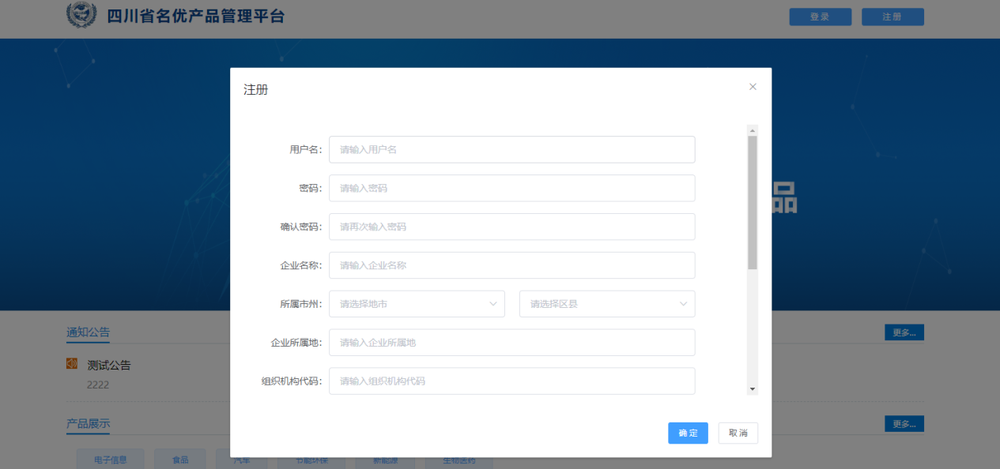 四川省名优产品管理平台
登录
注册
注册
用户名：
请输入用户名
密码：
请输入密码
确认密码：
请再次输入密码
企业名称：
请输入企业名称
所属市州：
请选择地市
请选择区县
企业所属地：
请输入企业所属地
组织机构代码：
请输入组织机构代码
确定
取消
品
通知公告
更多...
测试公告
2222
产品展示
更多...
电子信息
食品
汽车
节能环保
新能源
生物医药